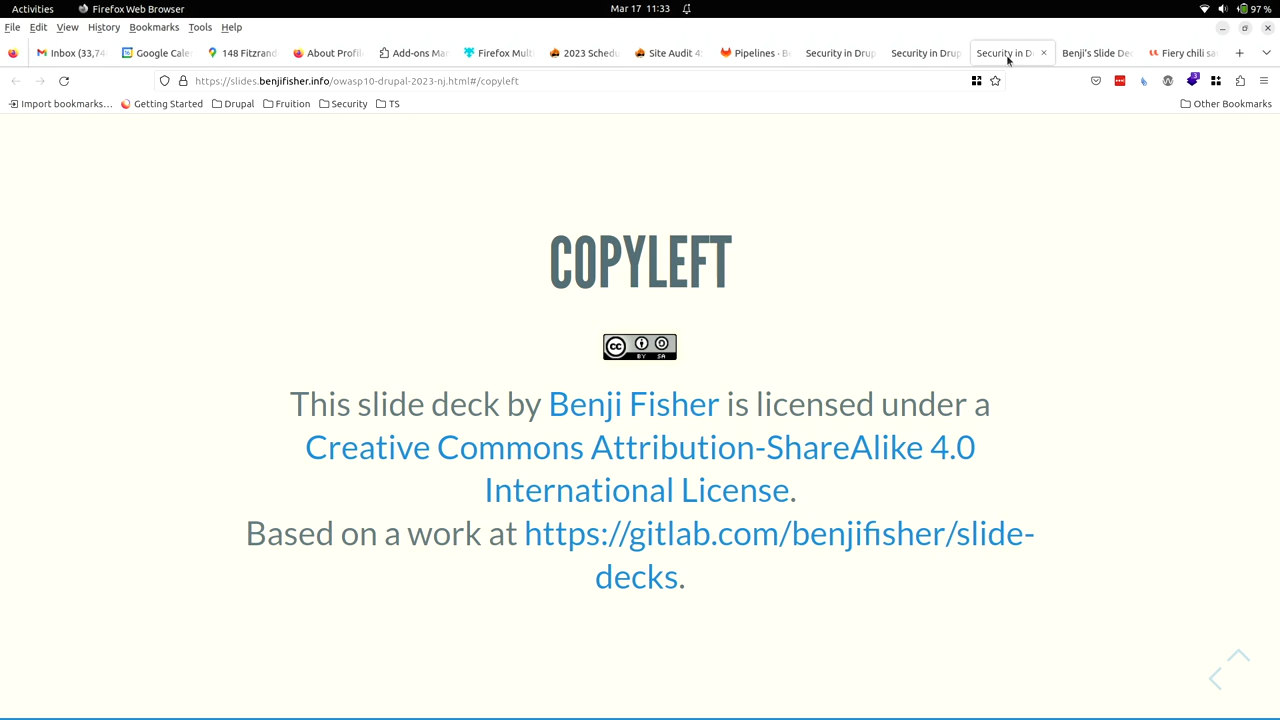 Activities
Firefox Web Browser
Mar 17 11:33
97 %
File Edit View History Bookmarks Tools Help
Inbox (33,74
Google Cale
148 Fitzrand
About Profil
Add-ons Ma
Firefox Mult
2023 Schedu
Site Audit 4:
Pipelines · B
Security in Drup
Security in Drup
Security in Dr
Benji's Slide Dec
Fiery chili sa
https://slides.benjifisher.info/owasp10-drupal-2023-nj.html#/copyleft
Import bookmarks... Getting Started Drupal Fruition Security TS Other Bookmarks
COPYLEFT
cc BY SA
This slide deck by Benji Fisher is licensed under a
Creative Commons Attribution-ShareAlike 4.0
International License.
Based on a work at https://gitlab.com/benjifisher/slide-
decks.